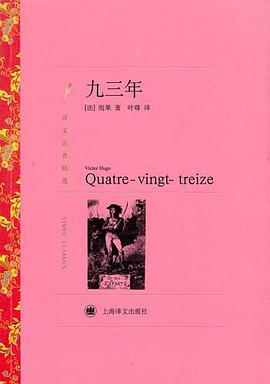 九三年
[法] 雨果 著 叶尊 译
译文名著精选
YIWEN CLASSICS
Victor Hugo
Quatre-vingt-treize
上海译文出版社